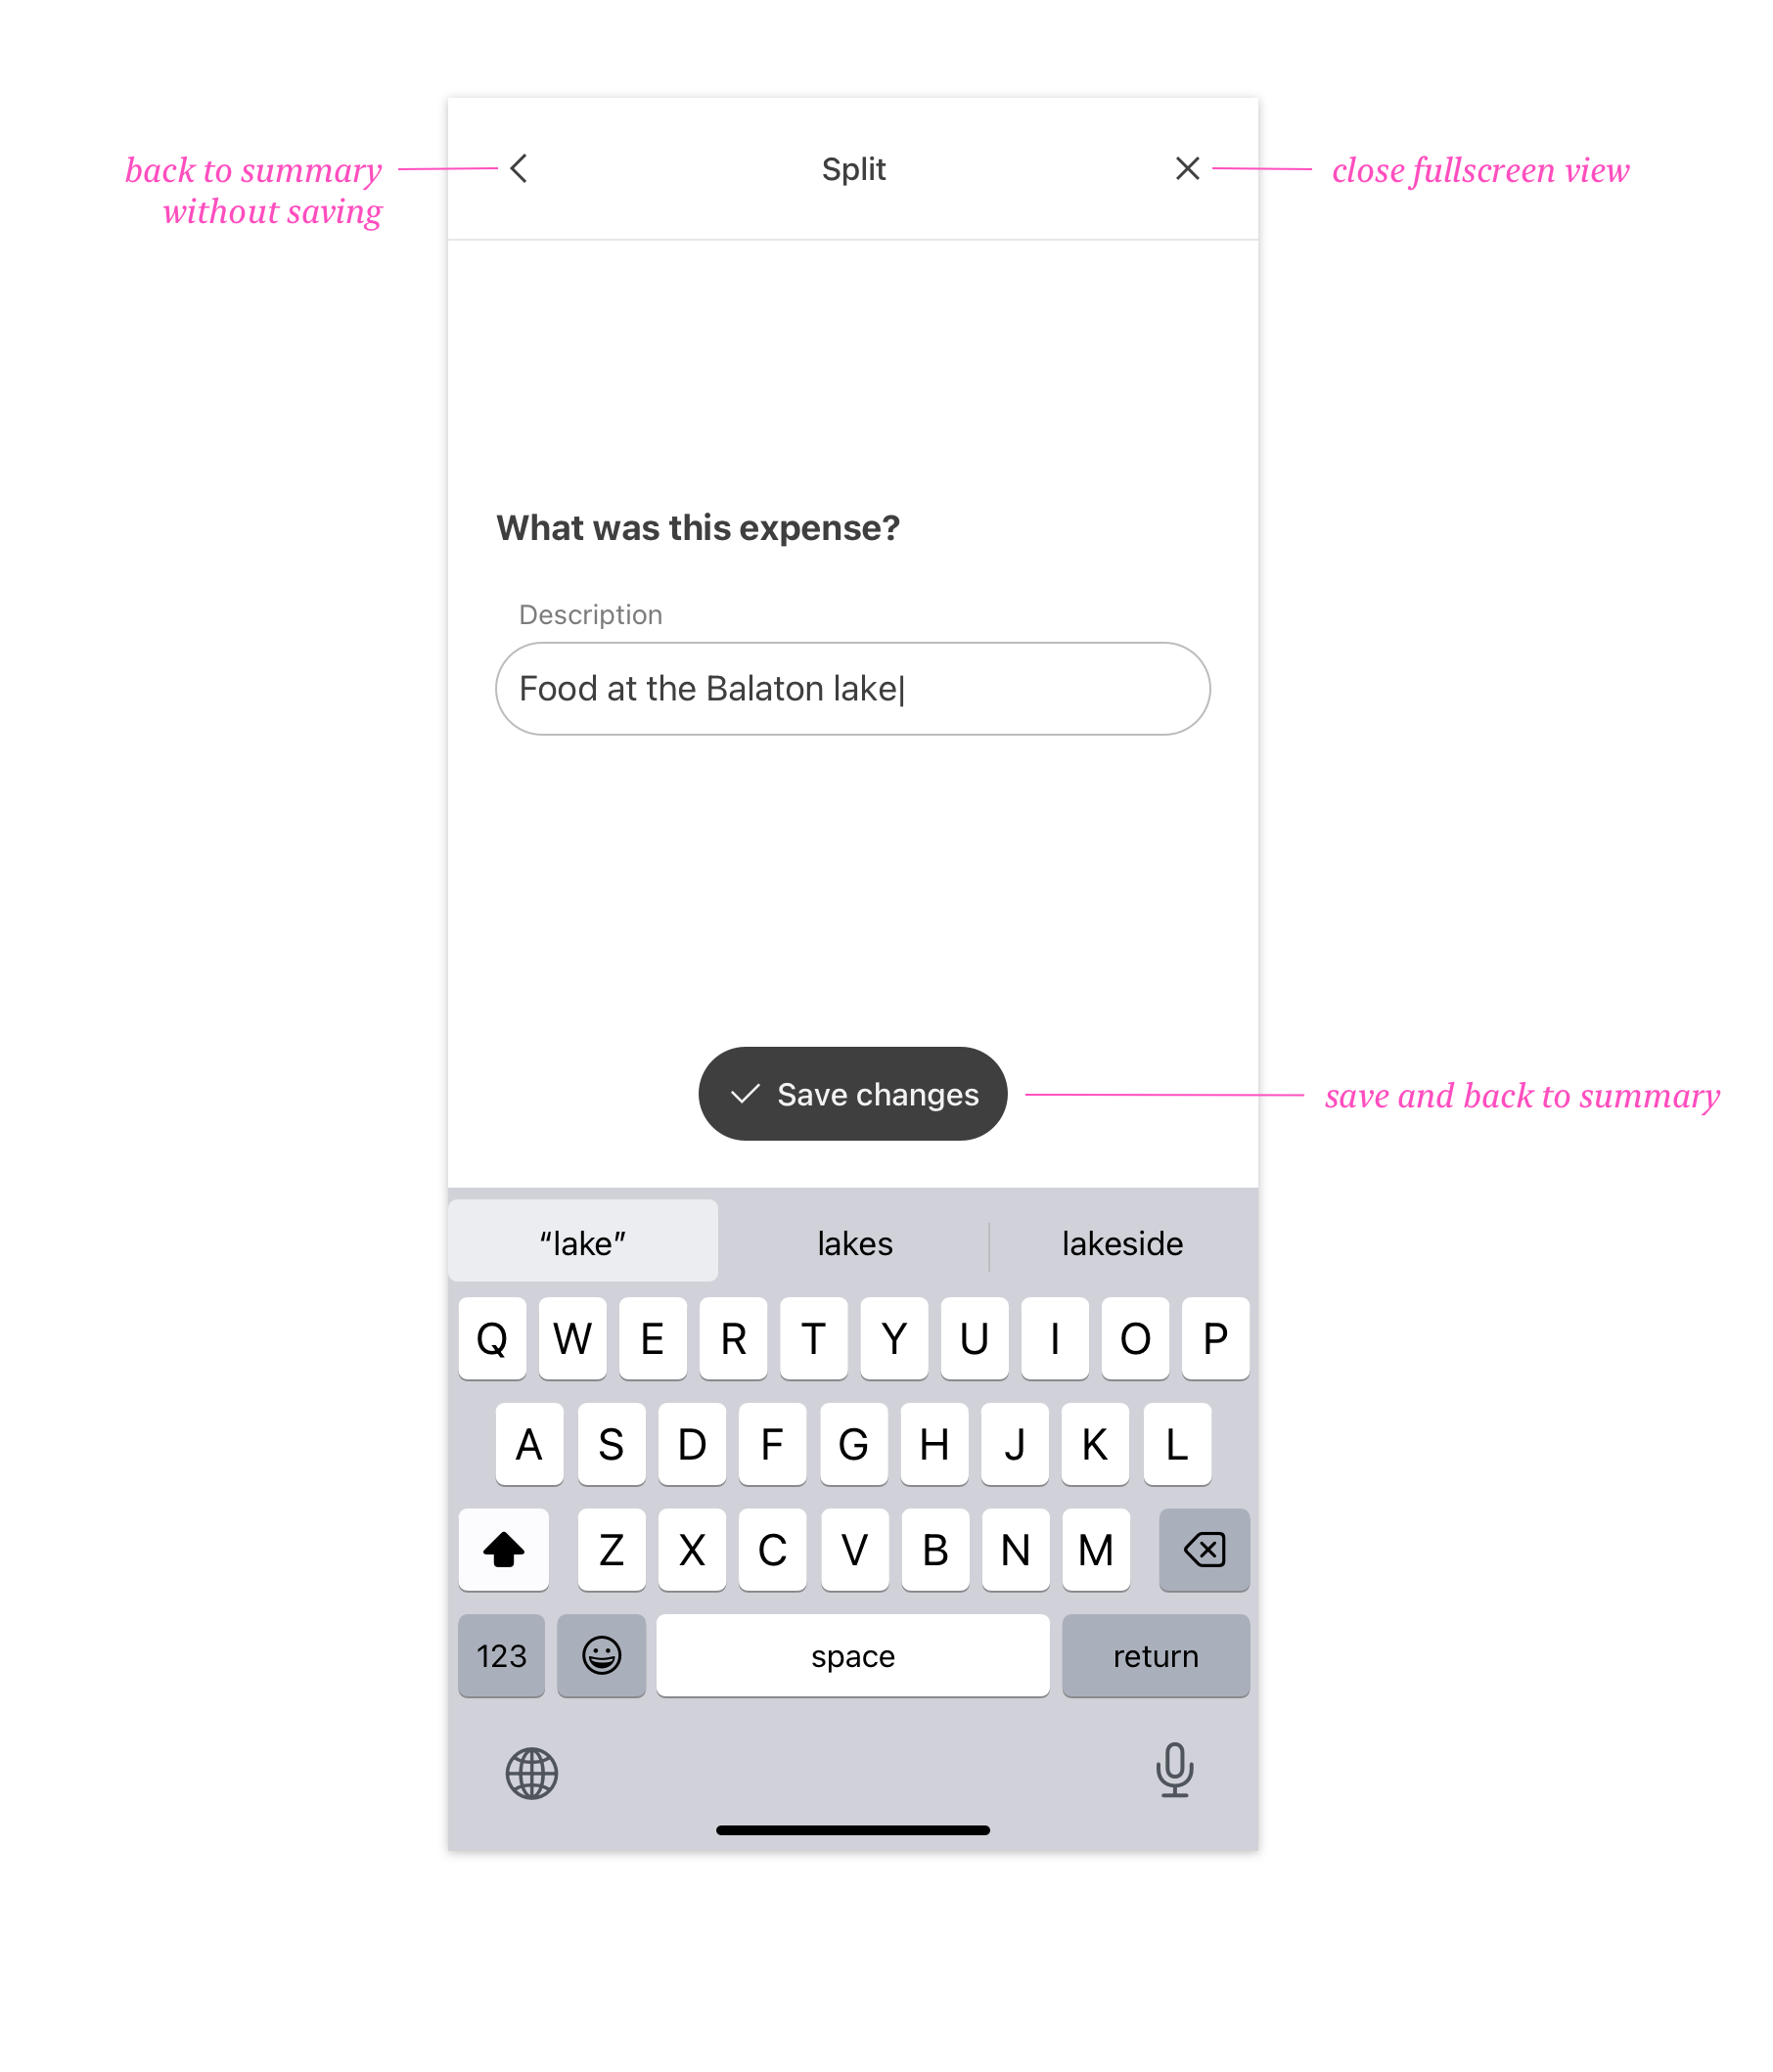 back to summary
without saving
Split
close fullscreen view
What was this expense?
Description
Food at the Balaton lake
Save changes
save and back to summary
“lake”
lakes
lakeside
Q W E R T Y U I O P
A S D F G H J K L
Z X C V B N M
123
space
return